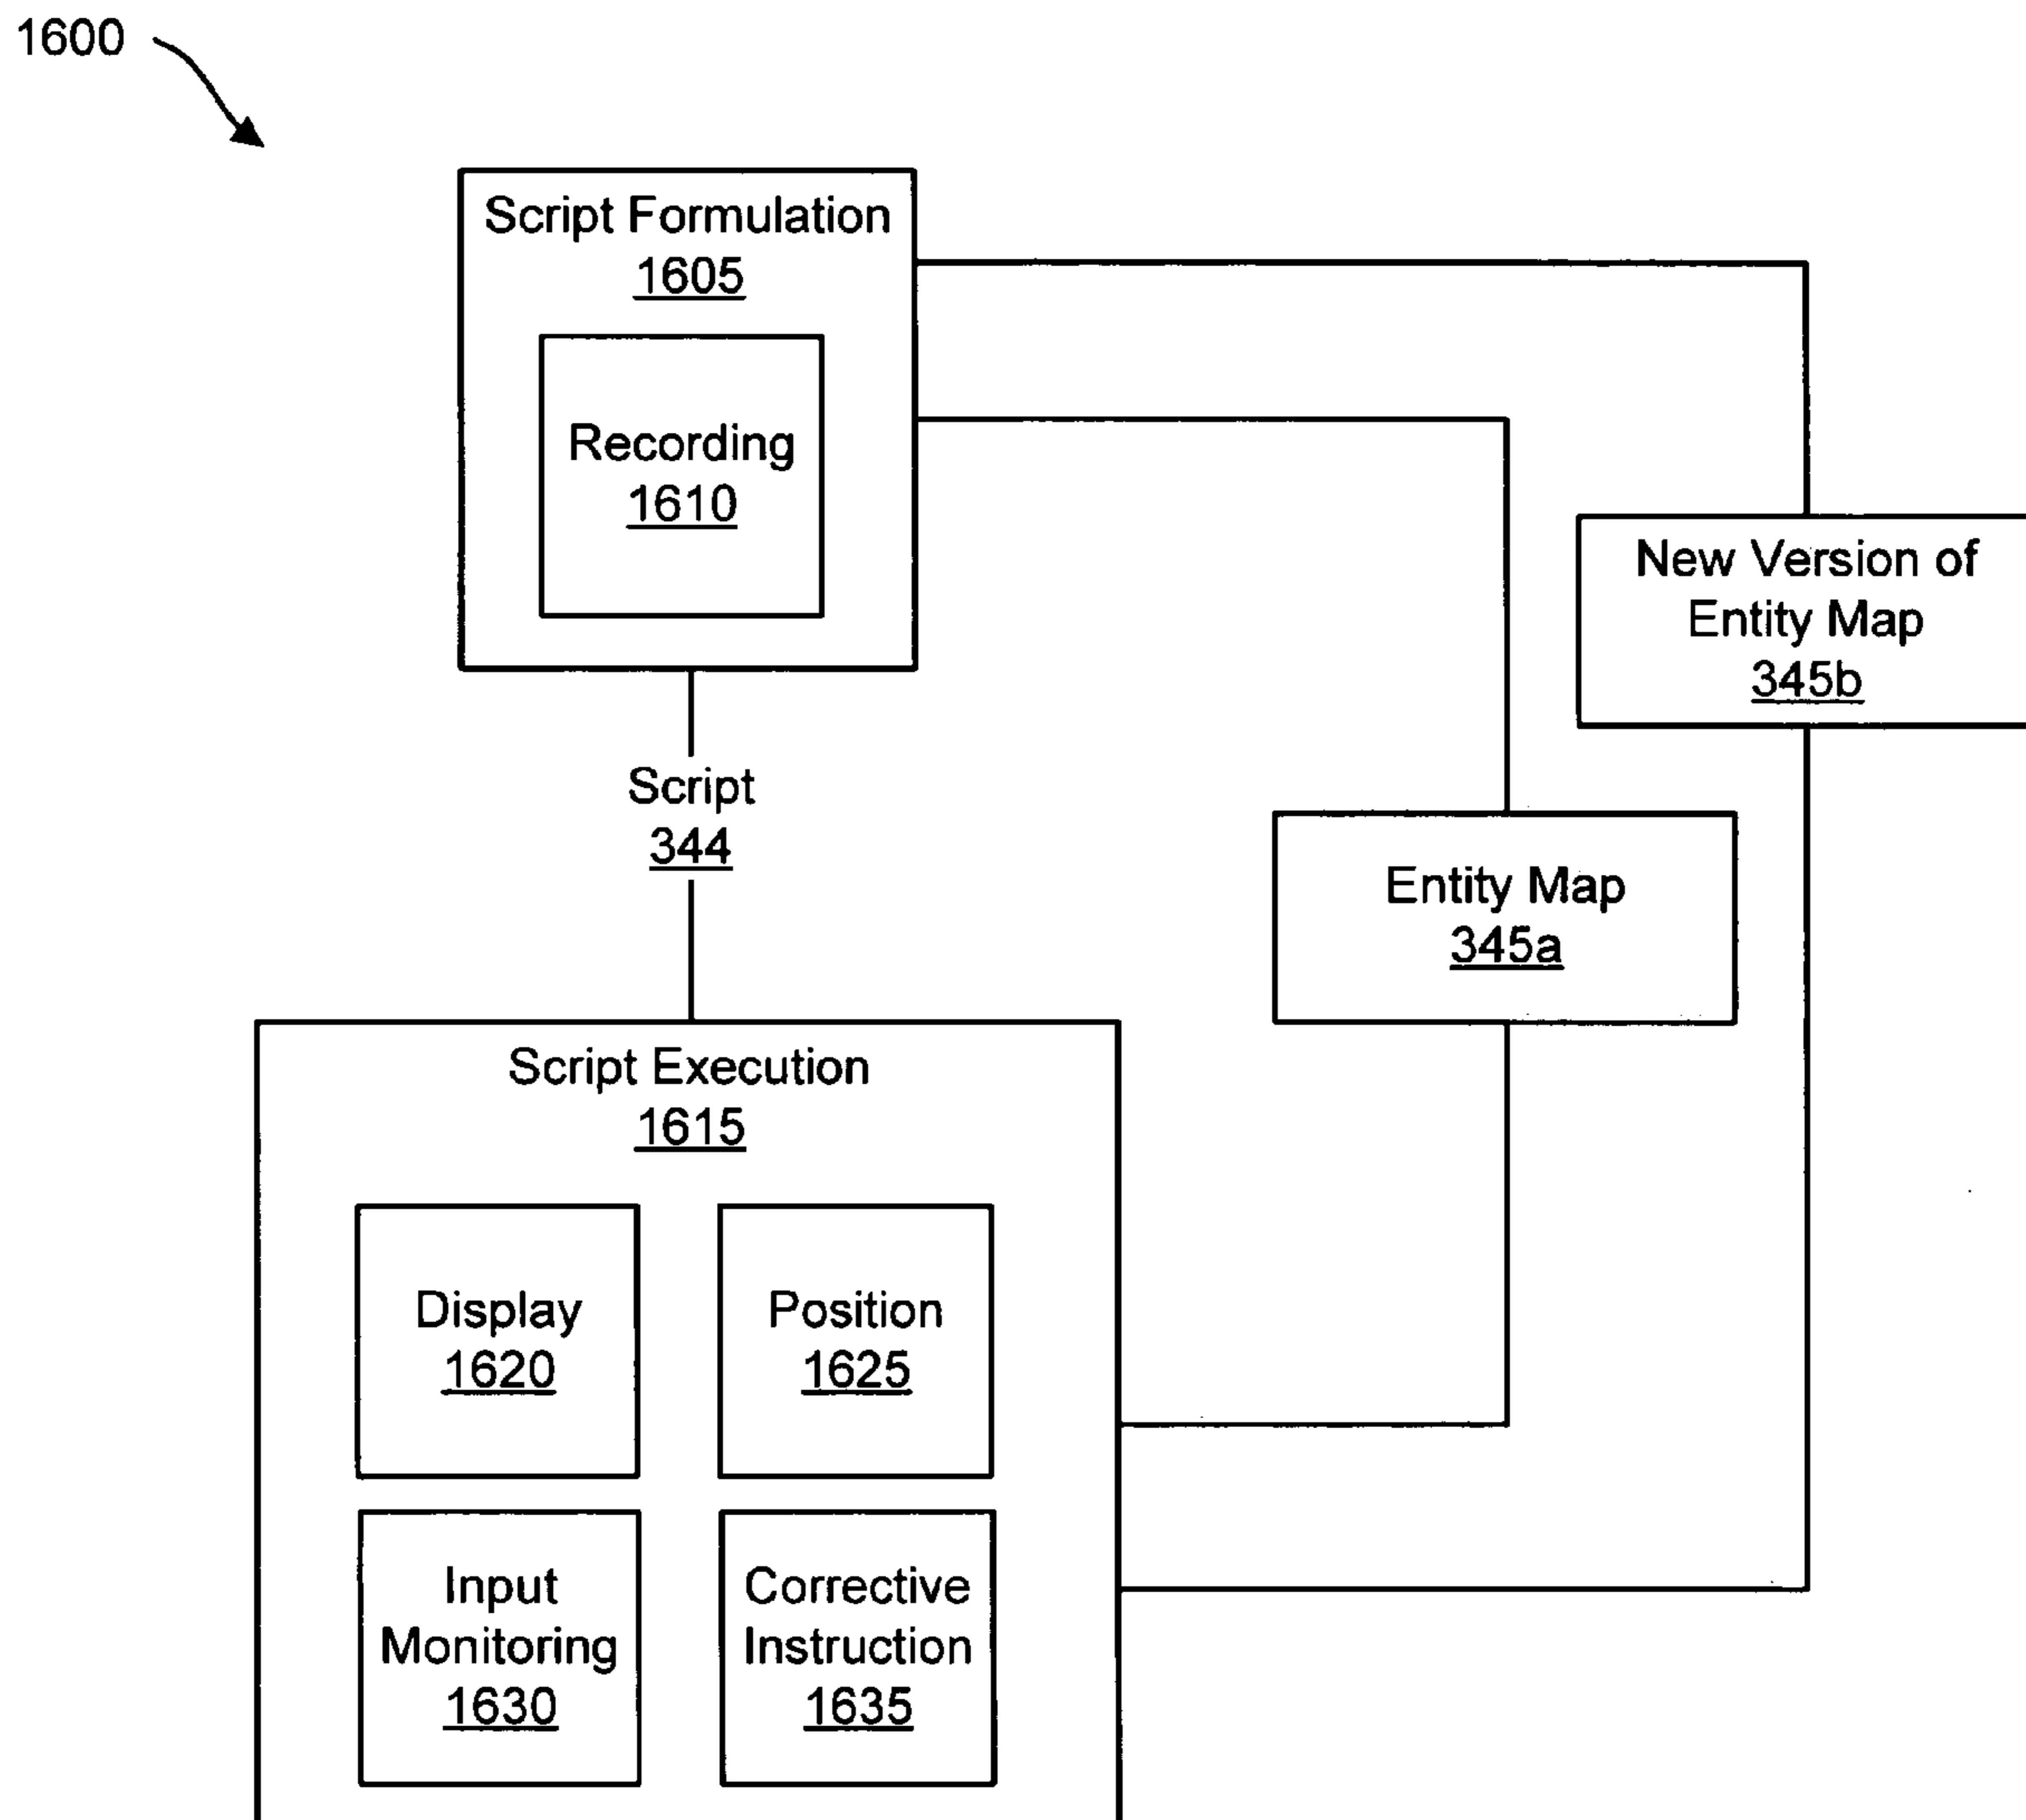 1600
Script Formulation
1605
Recording
1610
New Version of
Entity Map
345b
Script
344
Entity Map
345a
Script Execution
1615
Display
1620
Position
1625
Input
Monitoring
1630
Corrective
Instruction
1635